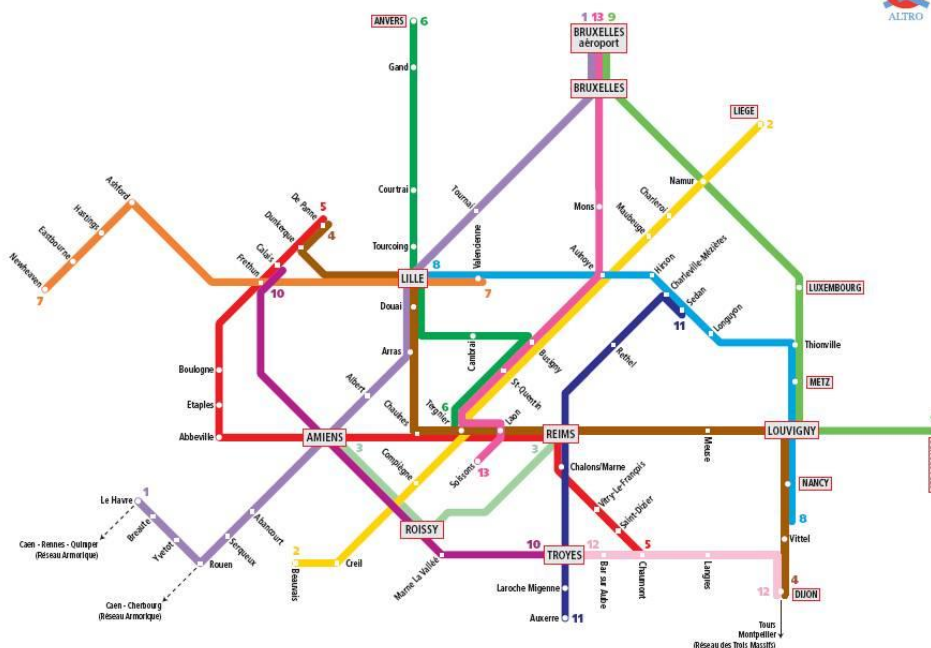 ALTRO
ANVERS
6
1 13 9
BRUXELLES
aéroport
BRUXELLES
Gand
LIEGE
2
Ashford
Hastings
Eastbourne
Newheaven
7
De Panne
5
Dunkerque
4
Calais
Frethun
10
Courtrai
Tourcoing
Tournai
Mons
Namur
Charleroi
Maubeuge
Aulnoye
8
Valendenne
LILLE
7
Hirson
Charleville-Mézières
Sedan
11
Longuyon
LUXEMBOURG
Thionville
METZ
Douai
Arras
Cambrai
Busigny
Rethel
St-Quentin
Boulogne
Etaples
Abbeville
Albert
Chaulnes
6
Tergnier
Laon
AMIENS
3
REIMS
3
Meuse
LOUVIGNY
Compiègne
Soissons
13
Chalons/Marne
Vitry-Le-Français
Saint-Dizier
NANCY
8
Le Havre
1
Breaute
Yvetot
Rouen
Serqueux
Abancourt
Caen - Rennes - Quinper
(Réseau Armorique)
ROISSY
2
Beauvais
Creil
Marne La Vallée
10
TROYES
12
5
Bar sur Aube
Chaumont
Langres
Vittel
4
12
DIJON
Laroche Migenne
Auxerre
11
Caen - Cherbourg
(Réseau Armorique)
Tours
Montpellier
(Réseau des Trois Massifs)